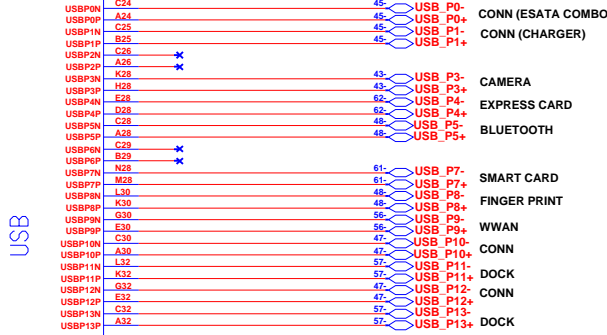 USBP0N C24 45- USB_P0-
USBP0P A24 45- USB_P0+ CONN (ESATA COMBO
USBP1N C25 45- USB_P1-
USBP1P B25 45- USB_P1+ CONN (CHARGER)
USBP2N C26
USBP2P A26
USBP3N K28 43- USB_P3-
USBP3P H28 43- USB_P3+ CAMERA
USBP4N E28 62- USB_P4-
USBP4P D28 62- USB_P4+ EXPRESS CARD
USBP5N C28 48- USB_P5-
USBP5P A28 48- USB_P5+ BLUETOOTH
USBP6N C29
USBP6P B29
USBP7N N28 61- USB_P7-
USBP7P M28 61- USB_P7+ SMART CARD
USBP8N L30 48- USB_P8-
USBP8P K30 48- USB_P8+ FINGER PRINT
USBP9N G30 56- USB_P9-
USBP9P E30 56- USB_P9+ WWAN
USBP10N C30 47- USB_P10-
USBP10P A30 47- USB_P10+ CONN
USBP11N L32 57- USB_P11-
USBP11P K32 57- USB_P11+ DOCK
USBP12N G32 47- USB_P12- CONN
USBP12P E32 47- USB_P12+
USBP13N C32 57- USB_P13-
USBP13P A32 57- USB_P13+ DOCK
USB